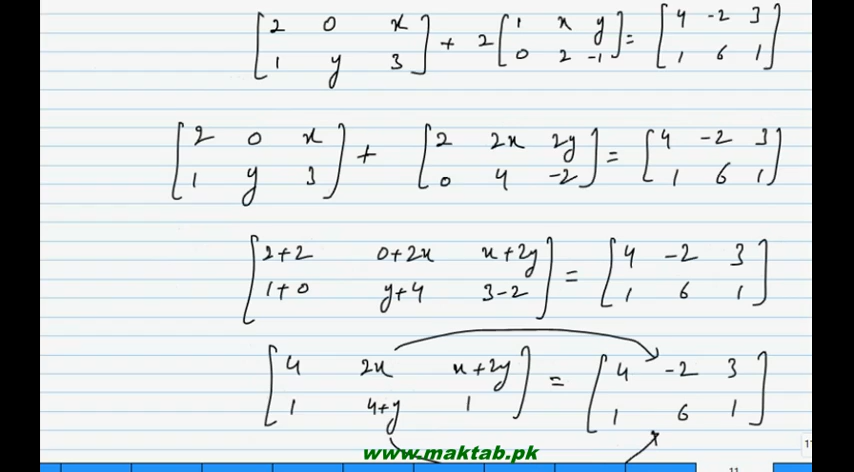 [2 0 x] + 2[1 x y] = [4 -2 3]
[1 y 3] [0 2 -1] [1 6 1]
[2 0 x] + [2 2x 2y] = [4 -2 3]
[1 y 3] [0 4 -2] [1 6 1]
[2+2 0+2x x+2y] = [4 -2 3]
[1+0 y+4 3-2] [1 6 1]
[4 2x x+2y] = [4 -2 3]
[1 4+y 1] [1 6 1]
www.maktab.pk
11